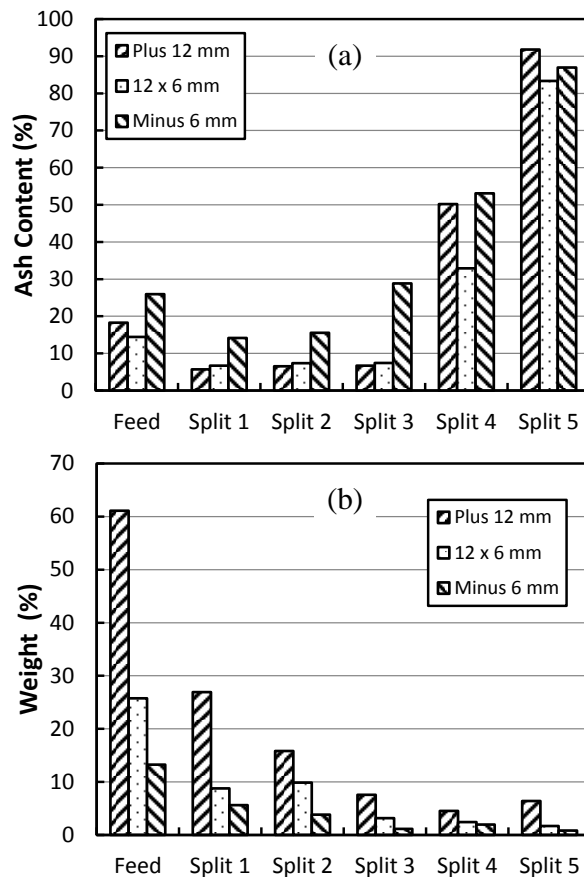 100
90
80
70
60
50
40
30
20
10
0
Ash Content (%)
(a)
Plus 12 mm
12 x 6 mm
Minus 6 mm
Feed Split 1 Split 2 Split 3 Split 4 Split 5
70
60
50
40
30
20
10
0
Weight (%)
(b)
Plus 12 mm
12 x 6 mm
Minus 6 mm
Feed Split 1 Split 2 Split 3 Split 4 Split 5